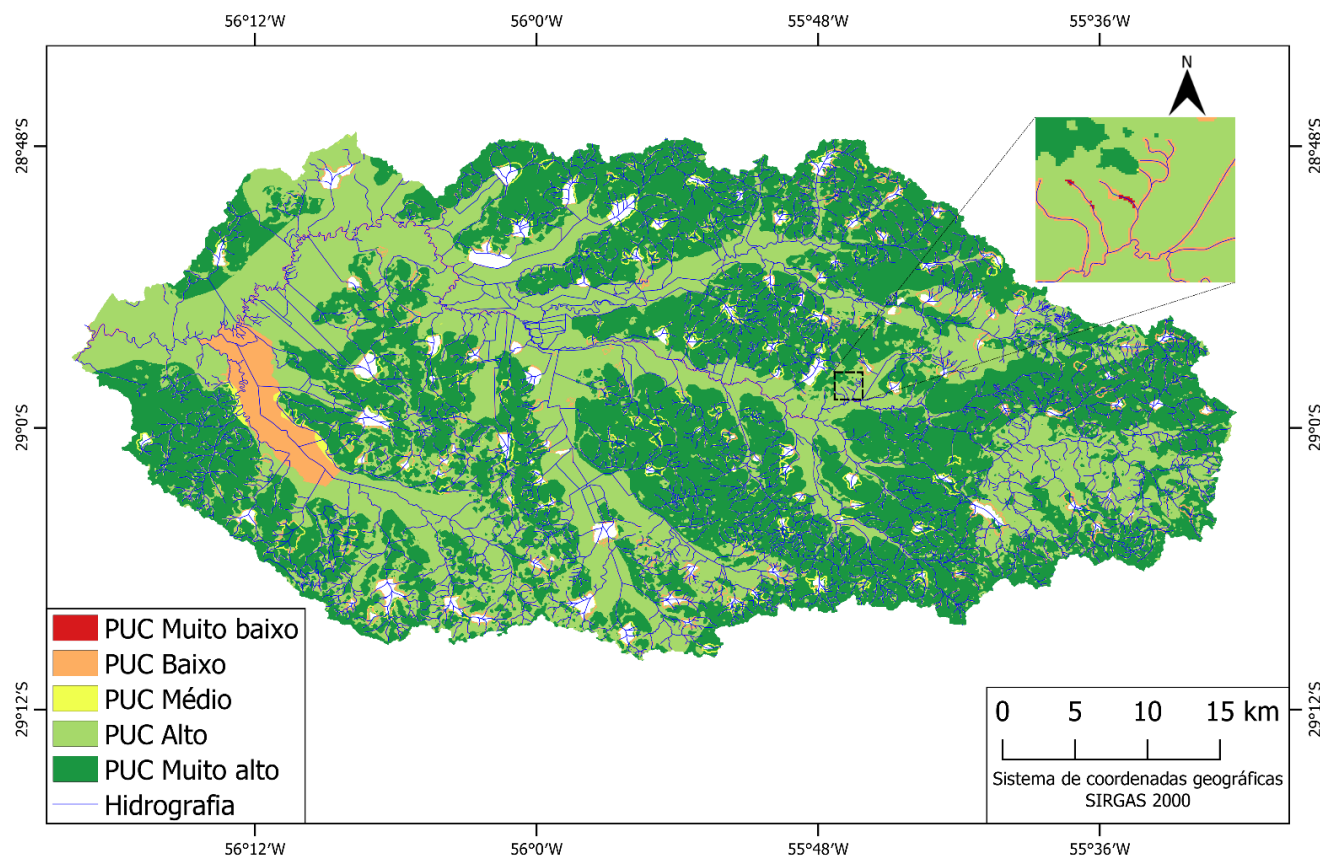 56°12'W 56°0'W 55°48'W 55°36'W
N
28°48'S 28°48'S
29°0'S 29°0'S
29°12'S 29°12'S
PUC Muito baixo
PUC Baixo
PUC Médio
PUC Alto
PUC Muito alto
Hidrografia
0 5 10 15 km
Sistema de coordenadas geográficas
SIRGAS 2000
56°12'W 56°0'W 55°48'W 55°36'W